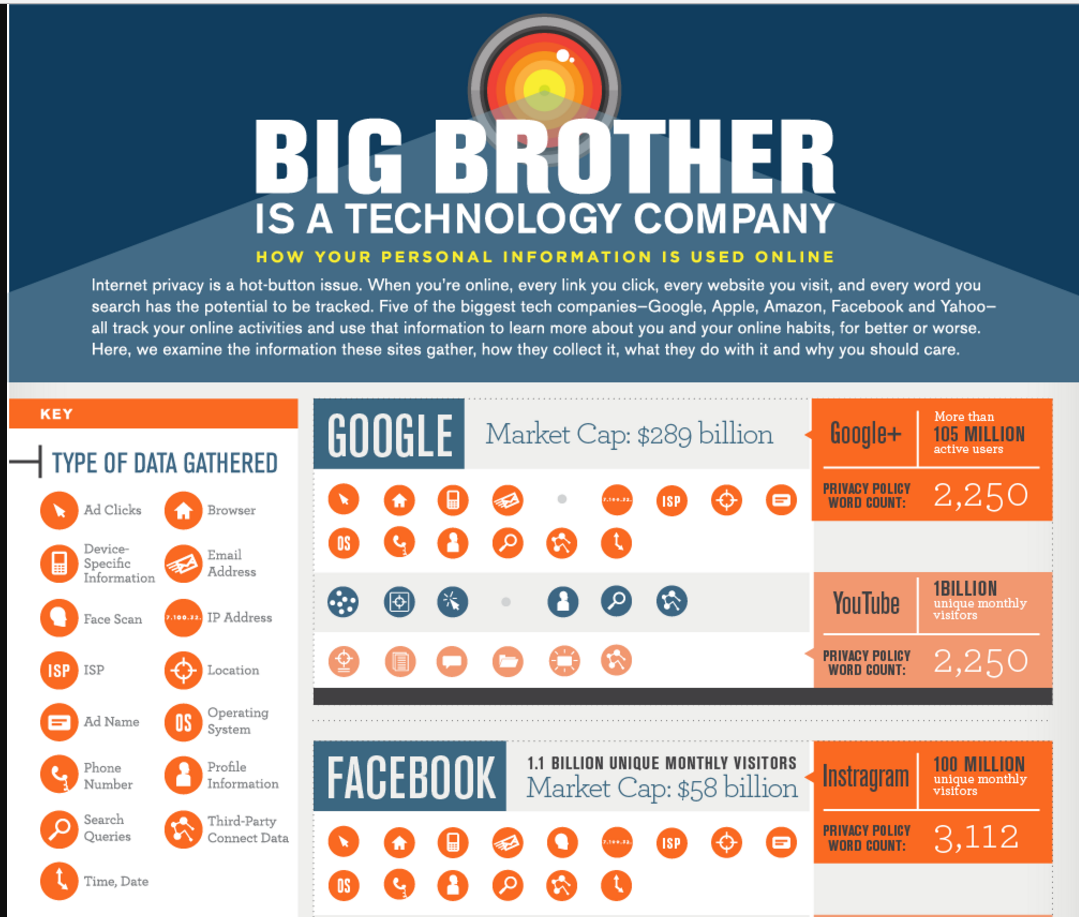 BIG BROTHER
IS A TECHNOLOGY COMPANY
HOW YOUR PERSONAL INFORMATION IS USED ONLINE
Internet privacy is a hot-button issue. When you're online, every link you click, every website you visit, and every word you
search has the potential to be tracked. Five of the biggest tech companies—Google, Apple, Amazon, Facebook and Yahoo—
all track your online activities and use that information to learn more about you and your online habits, for better or worse.
Here, we examine the information these sites gather, how they collect it, what they do with it and why you should care.
KEY
TYPE OF DATA GATHERED
Ad Clicks
Browser
Device-
Specific
Information
Email
Address
Face Scan
IP Address
ISP
ISP
Location
Ad Name
OS
Operating
System
Phone
Number
Profile
Information
Search
Queries
Third-Party
Connect Data
Time, Date
GOOGLE
Market Cap: $289 billion
ISP
OS
Google+
More than
105 MILLION
active users
PRIVACY POLICY
WORD COUNT:
2,250
YouTube
1BILLION
unique monthly
visitors
PRIVACY POLICY
WORD COUNT:
2,250
FACEBOOK
1.1 BILLION UNIQUE MONTHLY VISITORS
Market Cap: $58 billion
ISP
OS
Instragram
100 MILLION
unique monthly
visitors
PRIVACY POLICY
WORD COUNT:
3,112